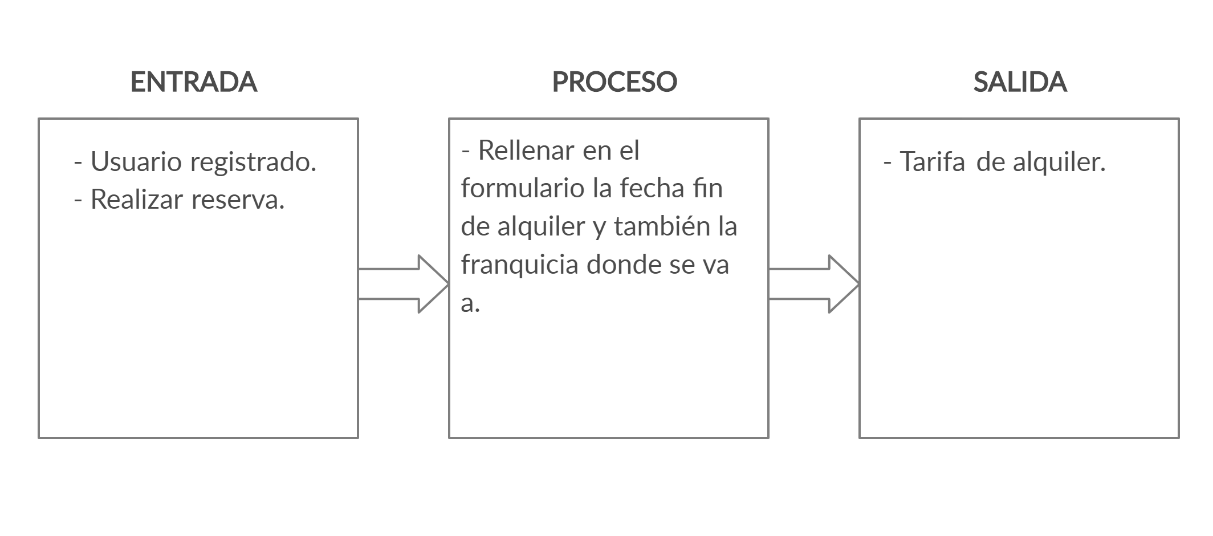 ENTRADA
PROCESO
SALIDA
- Usuario registrado.
- Realizar reserva.
- Rellenar en el
formulario la fecha fin
de alquiler y también la
franquicia donde se va
a.
- Tarifa de alquiler.